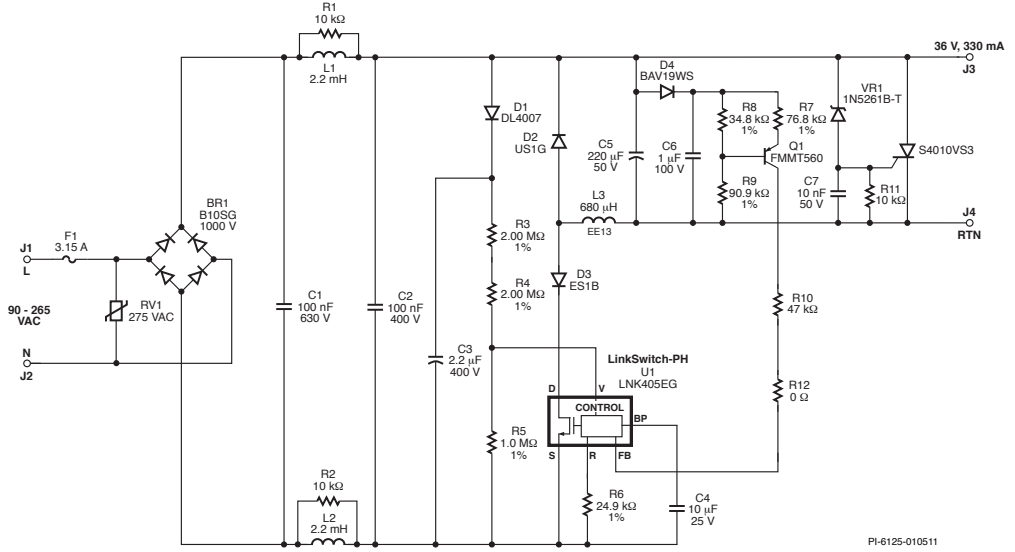 R1
10 kΩ
L1
2.2 mH
36 V, 330 mA
J3
D4
BAV19WS
VR1
1N5261B-T
D1
DL4007
D2
US1G
C5
220 µF
50 V
C6
1 µF
100 V
R8
34.8 kΩ
1%
R7
76.8 kΩ
1%
Q1
FMMT560
S4010VS3
R9
90.9 kΩ
1%
C7
10 nF
50 V
R11
10 kΩ
BR1
B10SG
1000 V
L3
680 µH
EE13
J4
RTN
F1
3.15 A
J1
L
R3
2.00 MΩ
1%
R4
2.00 MΩ
1%
D3
ES1B
90 - 265
VAC
RV1
275 VAC
C1
100 nF
630 V
C2
100 nF
400 V
R10
47 kΩ
N
J2
C3
2.2 µF
400 V
LinkSwitch-PH
U1
LNK405EG
R12
0 Ω
D
V
CONTROL
BP
S
R
FB
R5
1.0 MΩ
1%
R2
10 kΩ
L2
2.2 mH
R6
24.9 kΩ
1%
C4
10 µF
25 V
PI-6125-010511